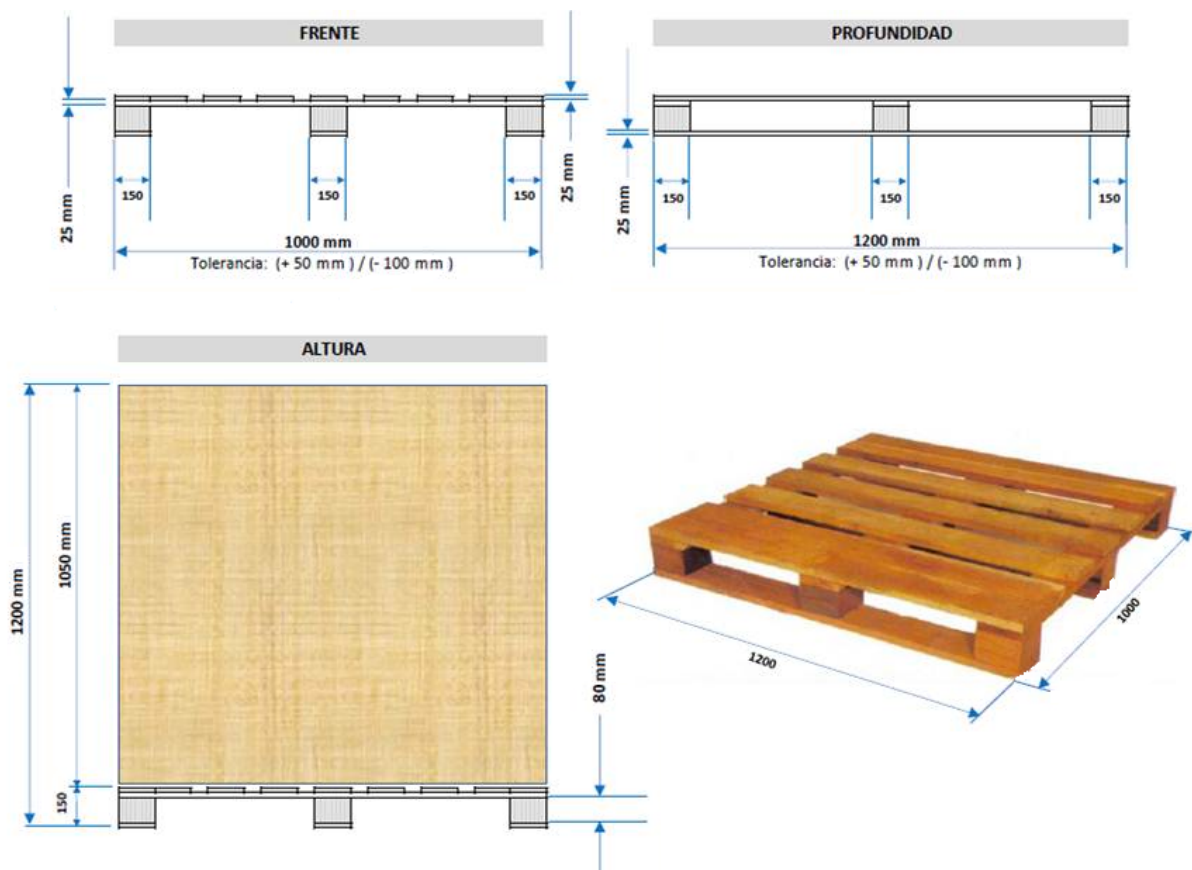 FRENTE
25 mm
150
150
150
25 mm
1000 mm
Tolerancia: (+ 50 mm ) / (- 100 mm )
PROFUNDIDAD
25 mm
150
150
150
1200 mm
Tolerancia: (+ 50 mm ) / (- 100 mm )
ALTURA
1200 mm
1050 mm
150
80 mm
1200
1000